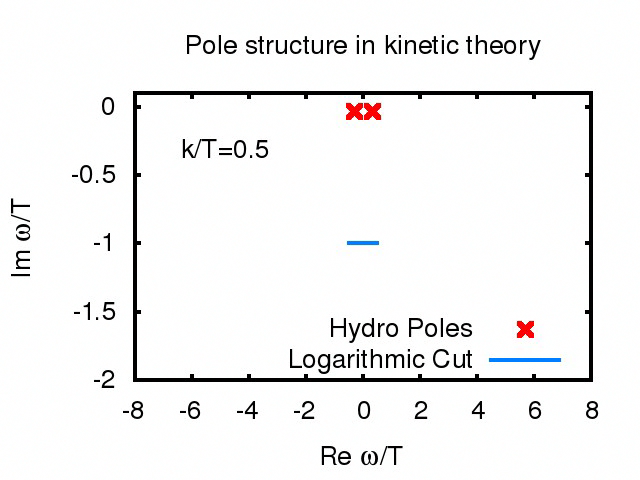 Pole structure in kinetic theory
Im ω/T
0
-0.5
-1
-1.5
-2
k/T=0.5
Hydro Poles
Logarithmic Cut
-8 -6 -4 -2 0 2 4 6 8
Re ω/T